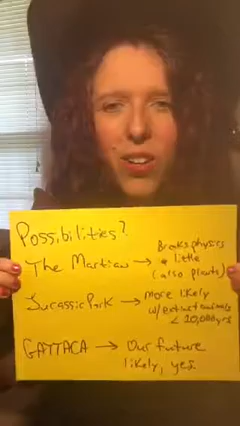 Possibilities?
The Martian → Breaks physics
a little
(also plants)
Jurassic Park → More likely
w/extinct animals
< 20,000 yrs
GATTACA → Our future
likely, yes.